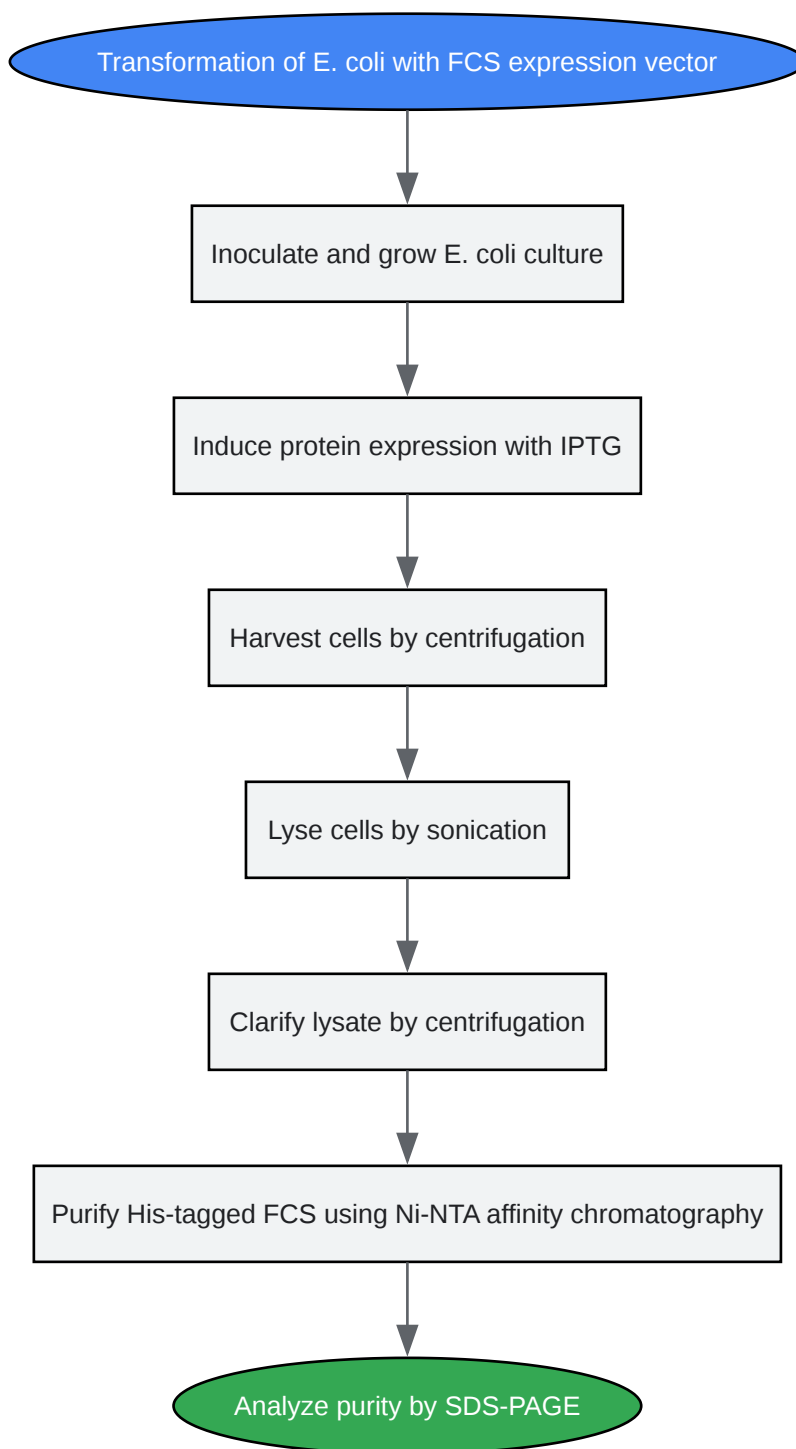 Transformation of E. coli with FCS expression vector
Inoculate and grow E. coli culture
Induce protein expression with IPTG
Harvest cells by centrifugation
Lyse cells by sonication
Clarify lysate by centrifugation
Purify His-tagged FCS using Ni-NTA affinity chromatography
Analyze purity by SDS-PAGE